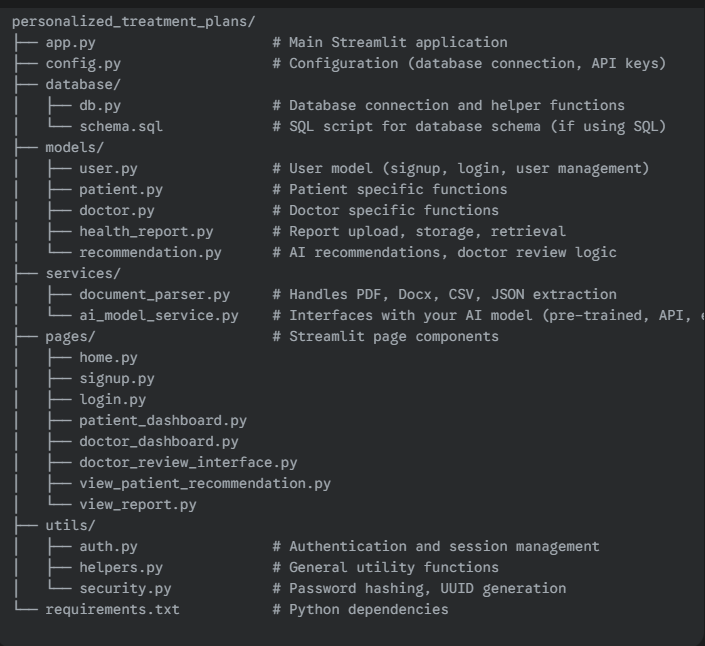 personalized_treatment_plans/
├── app.py                     # Main Streamlit application
├── config.py                  # Configuration (database connection, API keys)
├── database/
│   ├── db.py                  # Database connection and helper functions
│   └── schema.sql             # SQL script for database schema (if using SQL)
├── models/
│   ├── user.py                # User model (signup, login, user management)
│   ├── patient.py             # Patient specific functions
│   ├── doctor.py              # Doctor specific functions
│   ├── health_report.py       # Report upload, storage, retrieval
│   └── recommendation.py      # AI recommendations, doctor review logic
├── services/
│   ├── document_parser.py     # Handles PDF, Docx, CSV, JSON extraction
│   └── ai_model_service.py    # Interfaces with your AI model (pre-trained, API,
├── pages/                     # Streamlit page components
│   ├── home.py
│   ├── signup.py
│   ├── login.py
│   ├── patient_dashboard.py
│   ├── doctor_dashboard.py
│   ├── doctor_review_interface.py
│   ├── view_patient_recommendation.py
│   └── view_report.py
├── utils/
│   ├── auth.py                # Authentication and session management
│   ├── helpers.py             # General utility functions
│   └── security.py            # Password hashing, UUID generation
└── requirements.txt           # Python dependencies